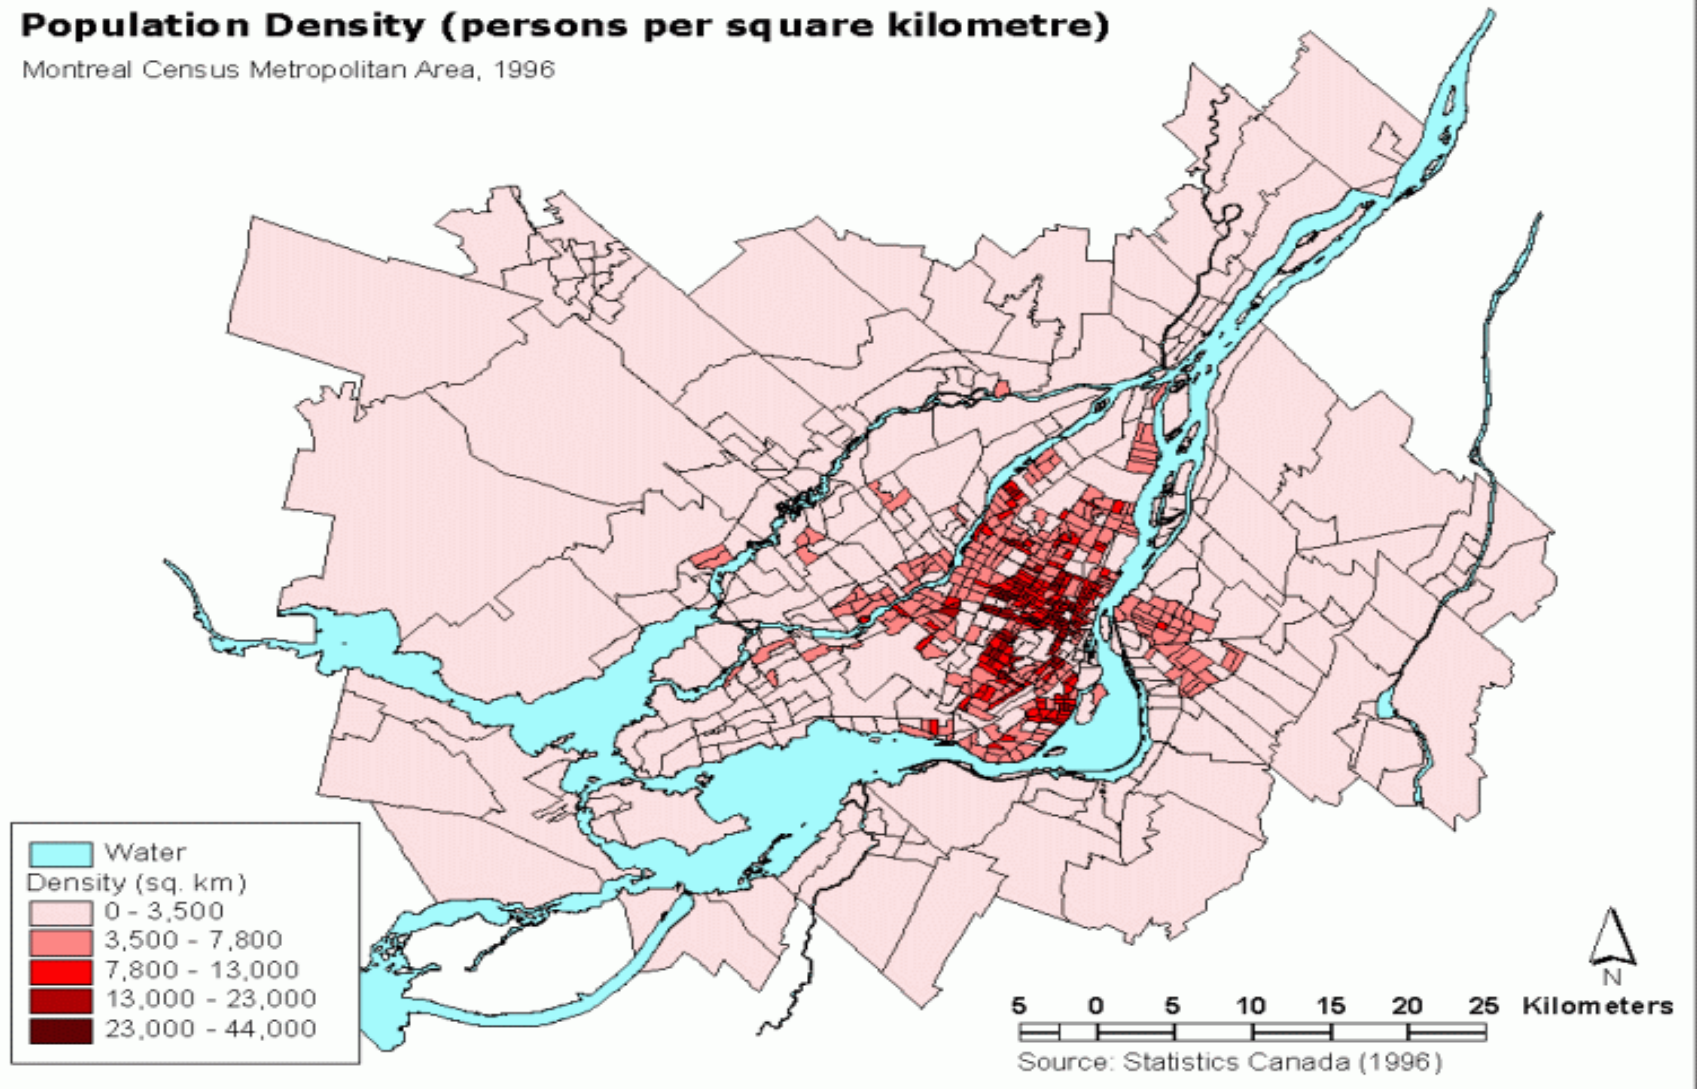 Population Density (persons per square kilometre)
Montreal Census Metropolitan Area, 1996
Water
Density (sq. km)
0 - 3,500
3,500 - 7,800
7,800 - 13,000
13,000 - 23,000
23,000 - 44,000
N
5 0 5 10 15 20 25 Kilometers
Source: Statistics Canada (1996)